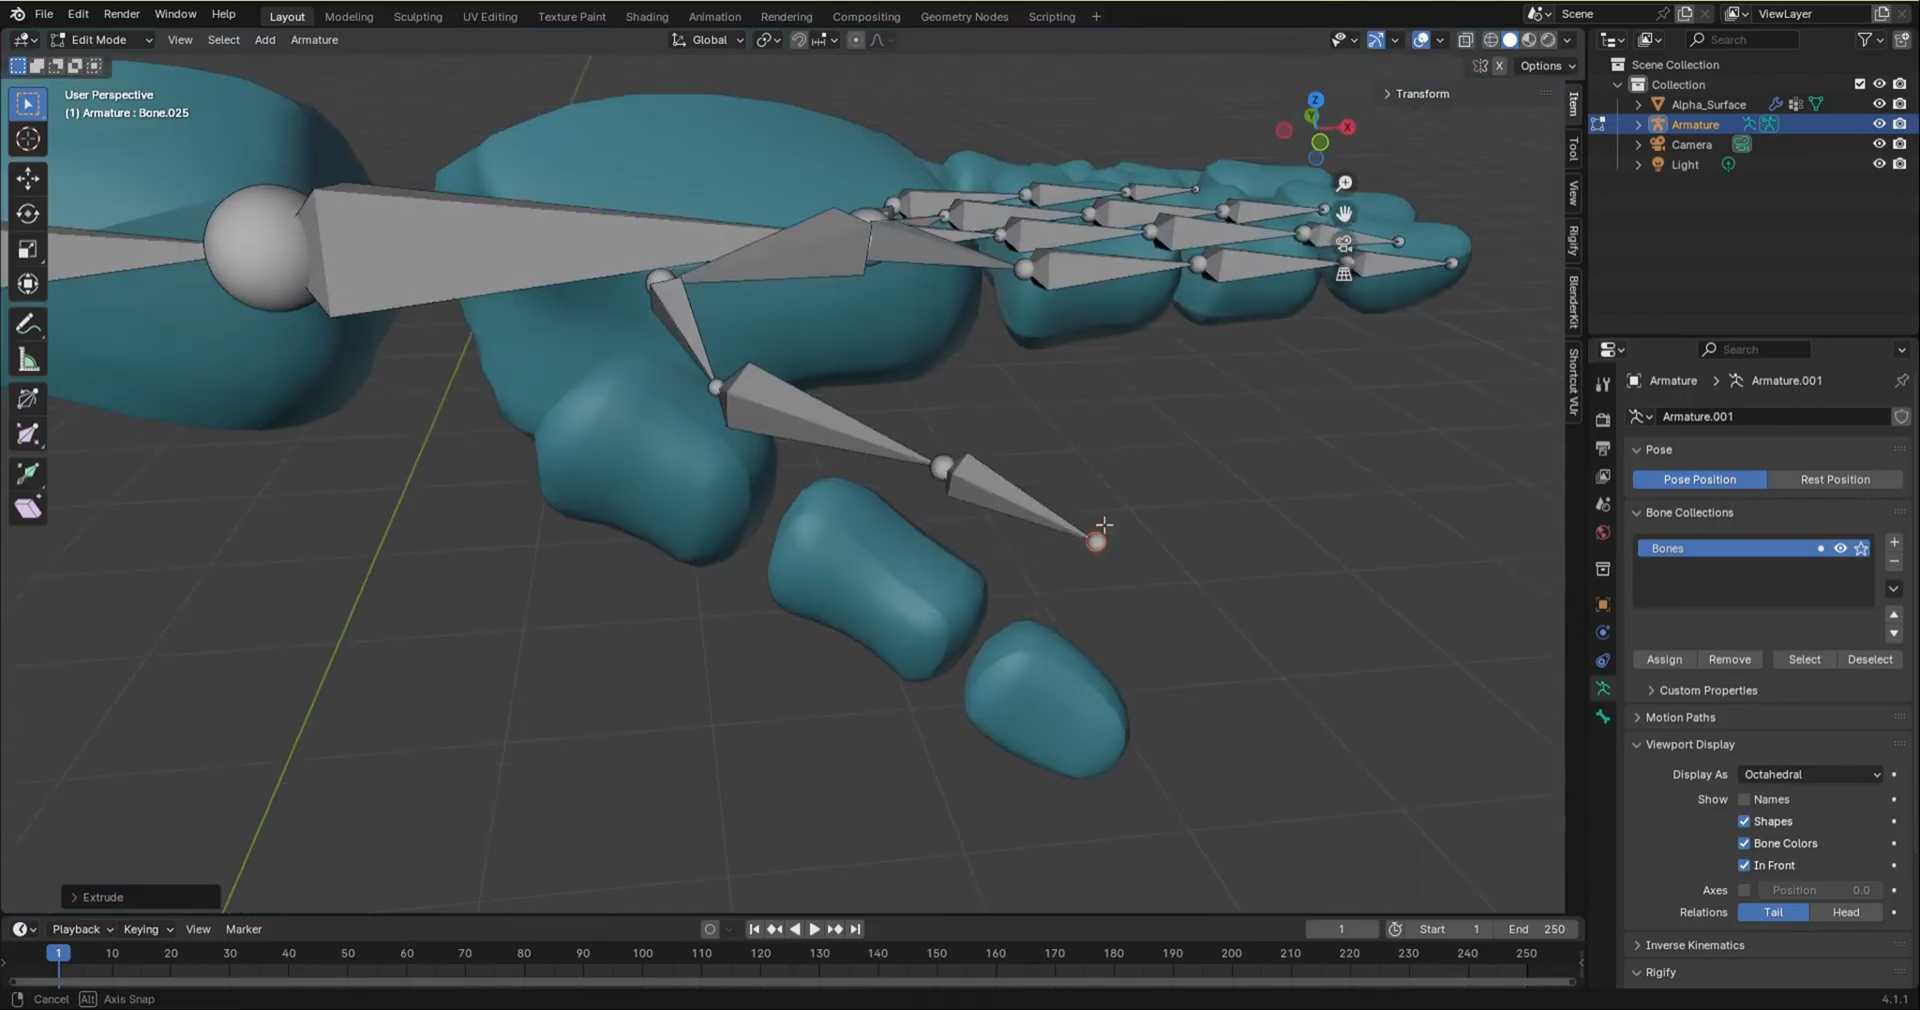 File Edit Render Window Help Layout Modeling Sculpting UV Editing Texture Paint Shading Animation Rendering Compositing Geometry Nodes Scripting + Scene ViewLayer
Edit Mode View Select Add Armature Global Search
X Options
User Perspective
(1) Armature : Bone.025
Transform
Z
Y
X
Item
Tool
View
Rigify
BlenderKit
Shortcut VUr
Scene Collection
Collection
Alpha_Surface
Armature
Camera
Light
Search
Armature > Armature.001
Armature.001
Pose
Pose Position Rest Position
Bone Collections
Bones
Assign Remove Select Deselect
Custom Properties
Motion Paths
Viewport Display
Display As Octahedral
Show Names
Shapes
Bone Colors
In Front
Axes Position 0.0
Relations Tail Head
Inverse Kinematics
Rigify
Extrude
Playback Keying View Marker 1 Start 1 End 250
1 10 20 30 40 50 60 70 80 90 100 110 120 130 140 150 160 170 180 190 200 210 220 230 240 250
Cancel Alt Axis Snap 4.1.1